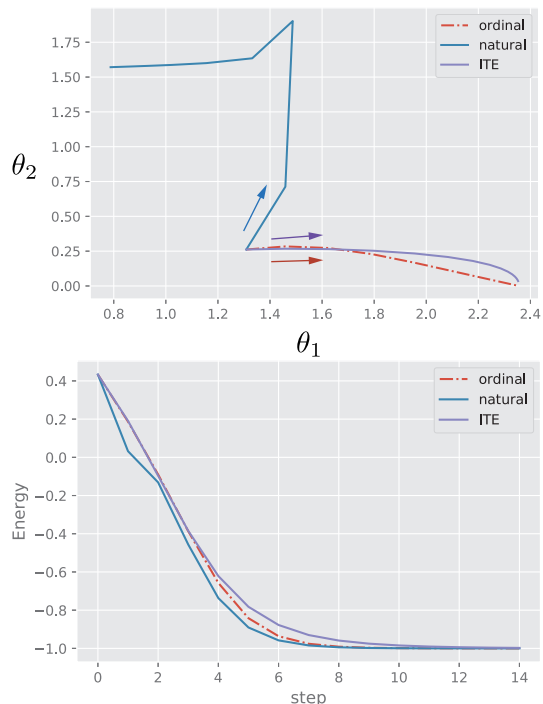 1.75
1.50
1.25
1.00
0.75
0.50
0.25
0.00
θ2
ordinal
natural
ITE
0.8 1.0 1.2 1.4 1.6 1.8 2.0 2.2 2.4
θ1
0.4
0.2
0.0
−0.2
−0.4
−0.6
−0.8
−1.0
Energy
ordinal
natural
ITE
0 2 4 6 8 10 12 14
step